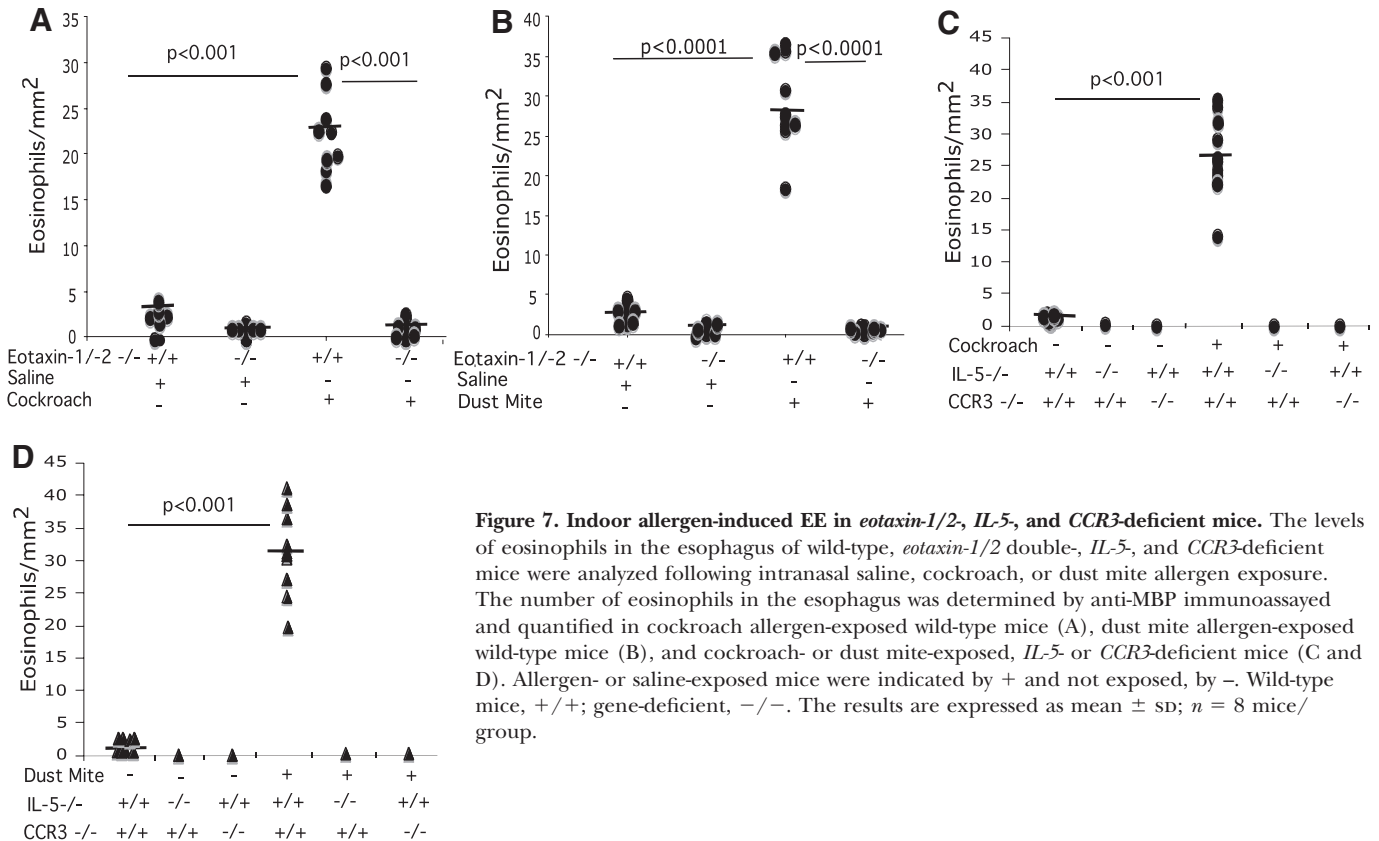 A
35
30
25
20
15
10
5
0
Eosinophils/mm2
p<0.001
p<0.001
Eotaxin-1/-2 -/- +/+ -/- +/+ -/-
Saline + + - -
Cockroach - - + +
B
40
35
30
25
20
15
10
5
0
Eosinophils/mm2
p<0.0001
p<0.0001
Eotaxin-1/-2 -/- +/+ -/- +/+ -/-
Saline + + - -
Dust Mite - - + +
C
45
40
35
30
25
20
15
10
5
0
Eosinophils/mm2
p<0.001
Cockroach - - - + + +
IL-5-/- +/+ -/- +/+ +/+ -/- +/+
CCR3 -/- +/+ +/+ -/- +/+ +/+ -/-
D
45
40
35
30
25
20
15
10
5
0
Eosinophils/mm2
p<0.001
Dust Mite - - - + + +
IL-5-/- +/+ -/- +/+ +/+ -/- +/+
CCR3 -/- +/+ +/+ -/- +/+ +/+ -/-
Figure 7. Indoor allergen-induced EE in eotaxin-1/2-, IL-5-, and CCR3-deficient mice. The levels
of eosinophils in the esophagus of wild-type, eotaxin-1/2 double-, IL-5-, and CCR3-deficient
mice were analyzed following intranasal saline, cockroach, or dust mite allergen exposure.
The number of eosinophils in the esophagus was determined by anti-MBP immunoassayed
and quantified in cockroach allergen-exposed wild-type mice (A), dust mite allergen-exposed
wild-type mice (B), and cockroach- or dust mite-exposed, IL-5- or CCR3-deficient mice (C and
D). Allergen- or saline-exposed mice were indicated by + and not exposed, by –. Wild-type
mice, +/+; gene-deficient, −/−. The results are expressed as mean ± SD; n = 8 mice/
group.